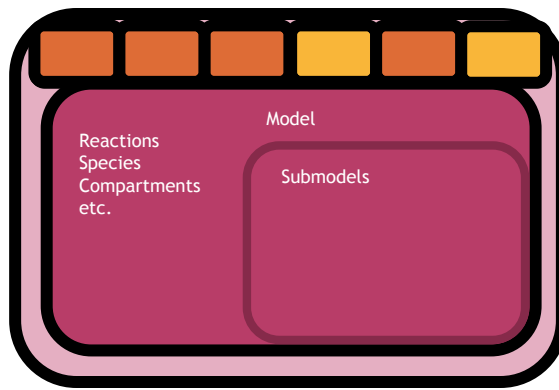 Model
Reactions
Species
Compartments
etc.
Submodels